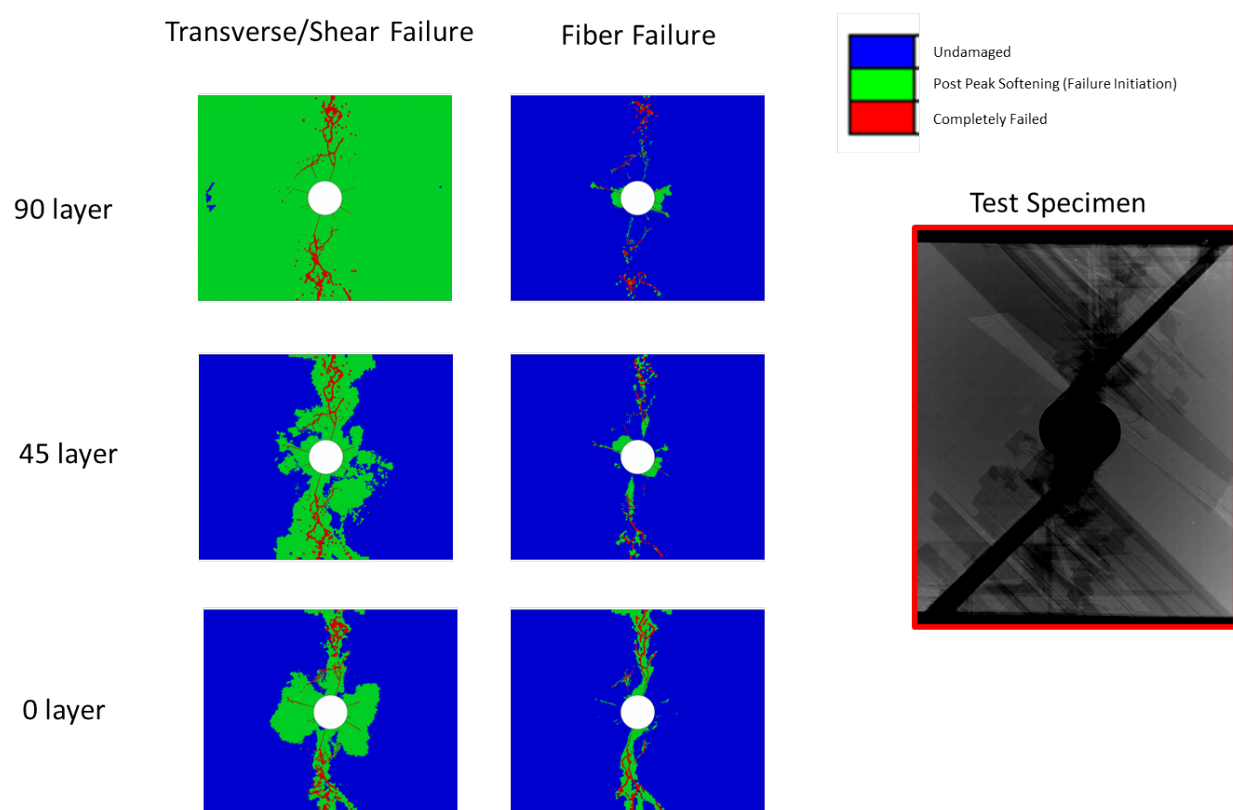 Transverse/Shear Failure
Fiber Failure
Undamaged
Post Peak Softening (Failure Initiation)
Completely Failed
90 layer
Test Specimen
45 layer
0 layer